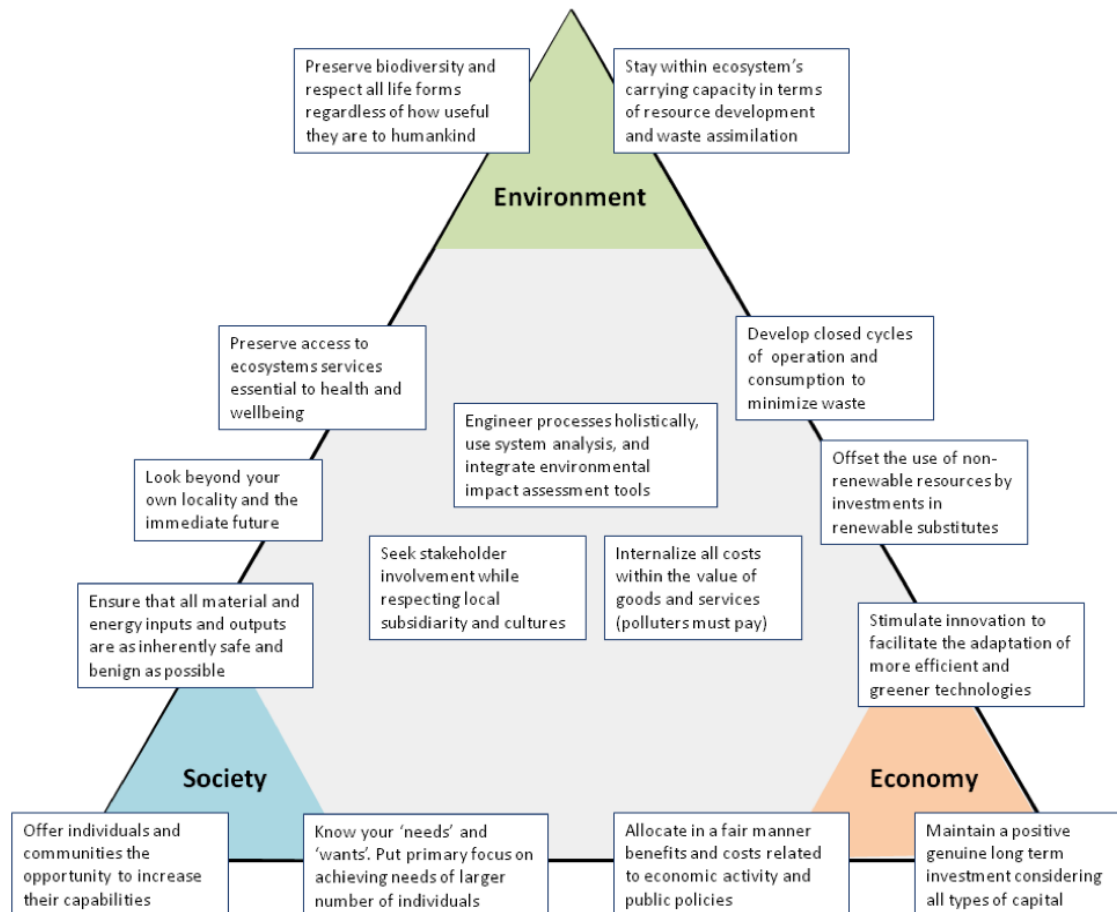 Preserve biodiversity and
respect all life forms
regardless of how useful
they are to humankind
Stay within ecosystem's
carrying capacity in terms
of resource development
and waste assimilation
Environment
Preserve access to
ecosystems services
essential to health and
wellbeing
Develop closed cycles
of operation and
consumption to
minimize waste
Engineer processes holistically,
use system analysis, and
integrate environmental
impact assessment tools
Look beyond your
own locality and the
immediate future
Offset the use of non-
renewable resources by
investments in
renewable substitutes
Seek stakeholder
involvement while
respecting local
subsidiarity and cultures
Internalize all costs
within the value of
goods and services
(polluters must pay)
Ensure that all material and
energy inputs and outputs
are as inherently safe and
benign as possible
Stimulate innovation to
facilitate the adaptation of
more efficient and
greener technologies
Society
Economy
Offer individuals and
communities the
opportunity to increase
their capabilities
Know your 'needs' and
'wants'. Put primary focus on
achieving needs of larger
number of individuals
Allocate in a fair manner
benefits and costs related
to economic activity and
public policies
Maintain a positive
genuine long term
investment considering
all types of capital